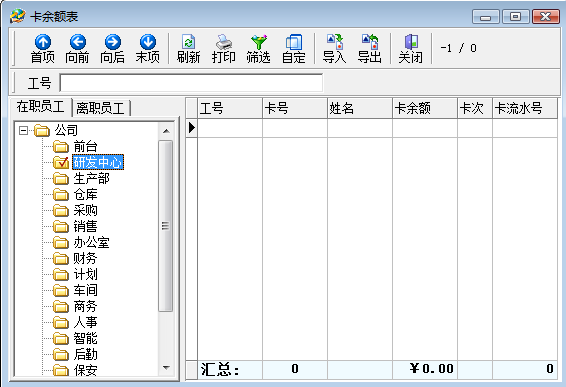 卡余额表
首项 向前 向后 末项 刷新 打印 筛选 自定 导入 导出 关闭 -1 / 0
工号
在职员工 离职员工
工号 卡号 姓名 卡余额 卡次 卡流水号
公司
前台
研发中心
生产部
仓库
采购
销售
办公室
财务
计划
车间
商务
人事
智能
后勤
保安
汇总: 0 ￥0.00 0